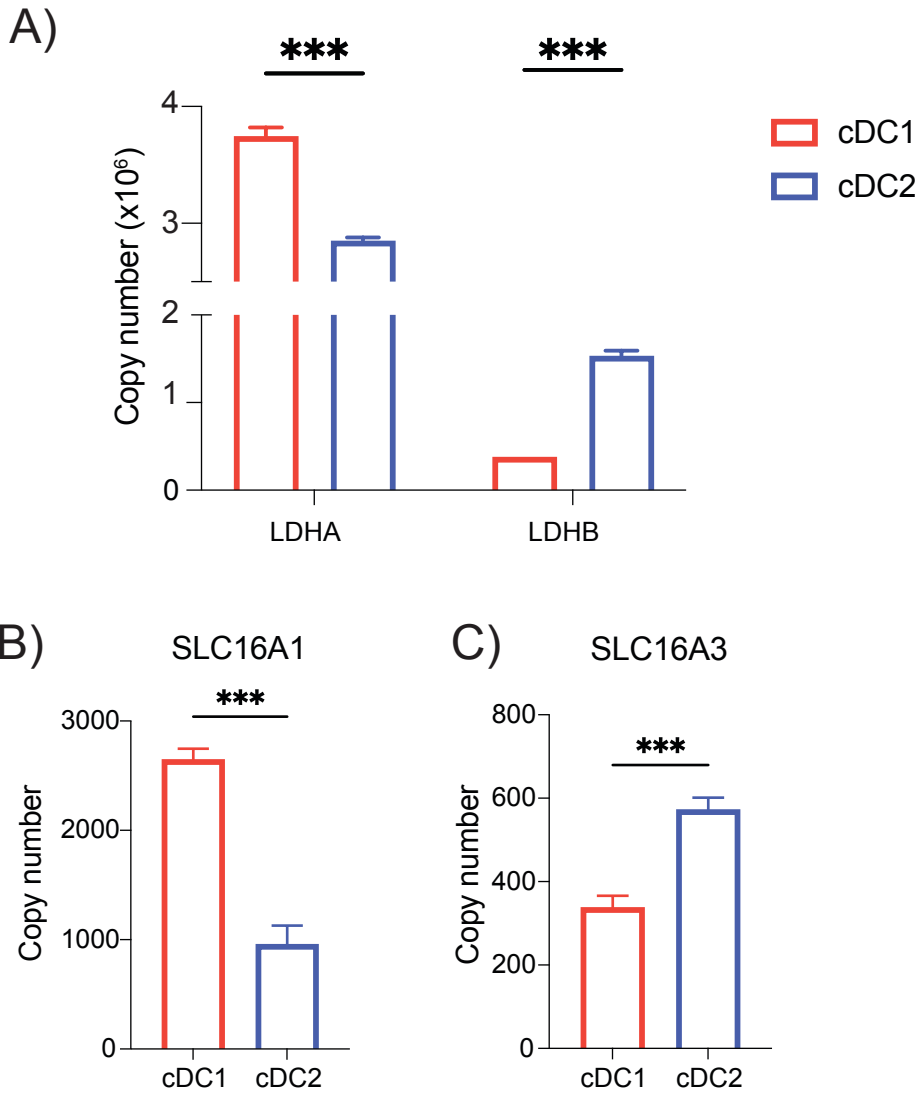 A)
*** ***
cDC1
cDC2
Copy number (x10⁶)
4
3
2
1
0
LDHA LDHB
B) SLC16A1
***
Copy number
3000
2000
1000
0
cDC1 cDC2
C) SLC16A3
***
Copy number
800
600
400
200
0
cDC1 cDC2